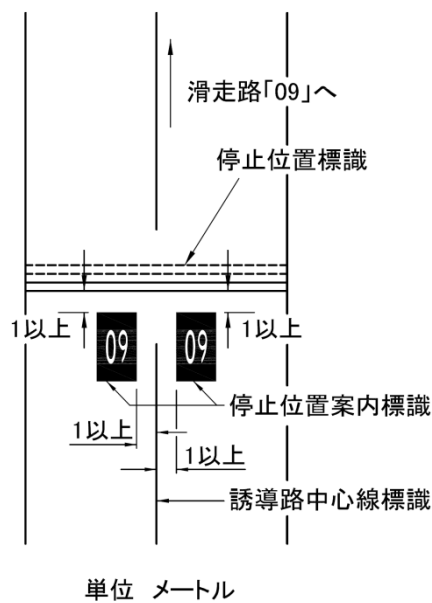 滑走路「09」へ
停止位置標識
1以上
1以上
09
09
停止位置案内標識
1以上
1以上
誘導路中心線標識
単位 メートル